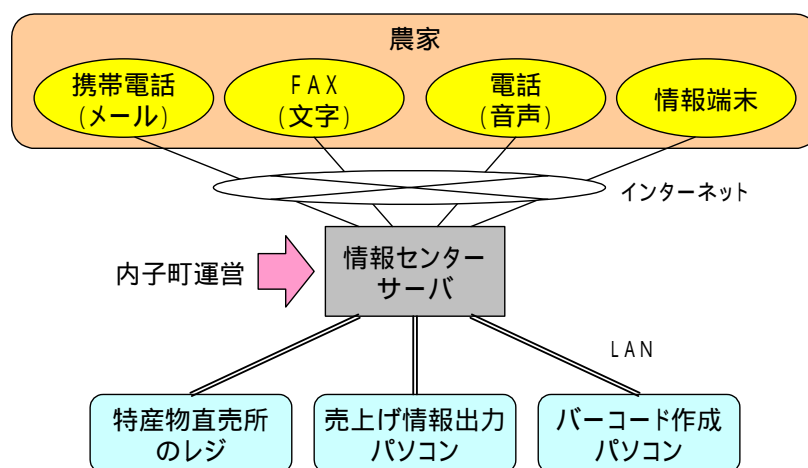 農家
携帯電話
(メール)
FAX
(文字)
電話
(音声)
情報端末
インターネット
情報センター
サーバ
内子町運営
LAN
特産物直売所
のレジ
売上げ情報出力
パソコン
バーコード作成
パソコン